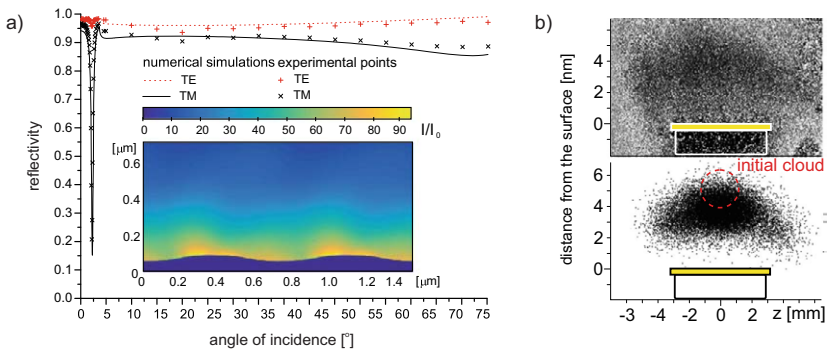 a)
reflectivity
1.0
0.9
1.0
0.9
0.8
0.7
0.6
0.5
0.4
0.3
0.2
0.1
0.0
numerical simulations experimental points
TE TE
TM TM
0 10 20 30 40 50 60 70 80 90 I/I0
[µm]
0.6
0.4
0.2
0
0 0.2 0.4 0.6 0.8 1.0 1.2 1.4
[µm]
0 5 10 15 20 25 30 35 40 45 50 55 60 65 70 75
angle of incidence [°]
b)
distance from the surface [nm]
4
2
0
initial cloud
6
4
2
0
-3 -2 0 2 z [mm]